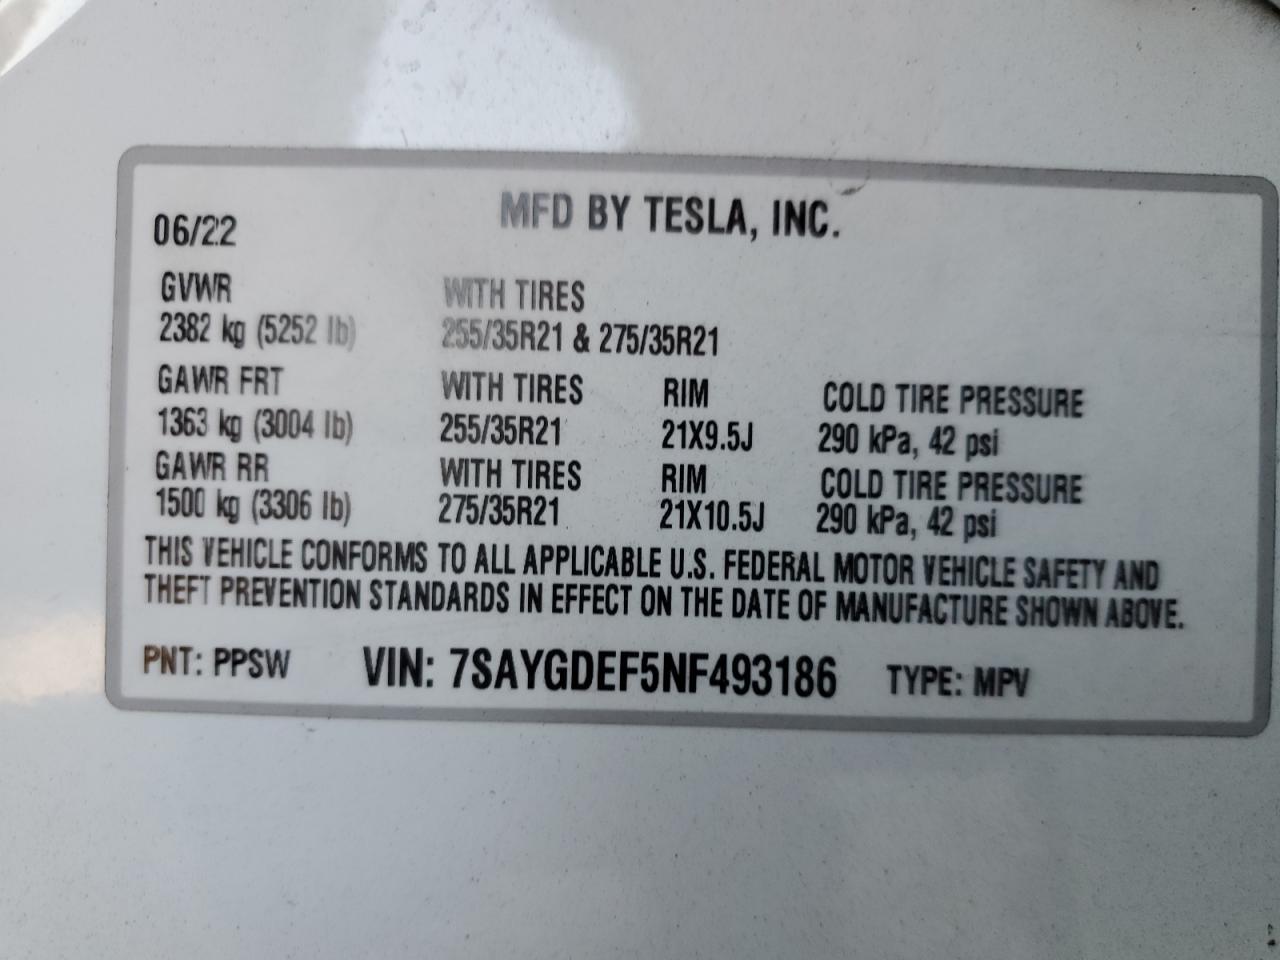 MFD BY TESLA, INC.
06/22
GVWR WITH TIRES
2382 kg (5252 lb) 255/35R21 & 275/35R21
GAWR FRT WITH TIRES RIM COLD TIRE PRESSURE
1363 kg (3004 lb) 255/35R21 21X9.5J 290 kPa, 42 psi
GAWR RR WITH TIRES RIM COLD TIRE PRESSURE
1500 kg (3306 lb) 275/35R21 21X10.5J 290 kPa, 42 psi
THIS VEHICLE CONFORMS TO ALL APPLICABLE U.S. FEDERAL MOTOR VEHICLE SAFETY AND
THEFT PREVENTION STANDARDS IN EFFECT ON THE DATE OF MANUFACTURE SHOWN ABOVE.
PNT: PPSW VIN: 7SAYGDEF5NF493186 TYPE: MPV